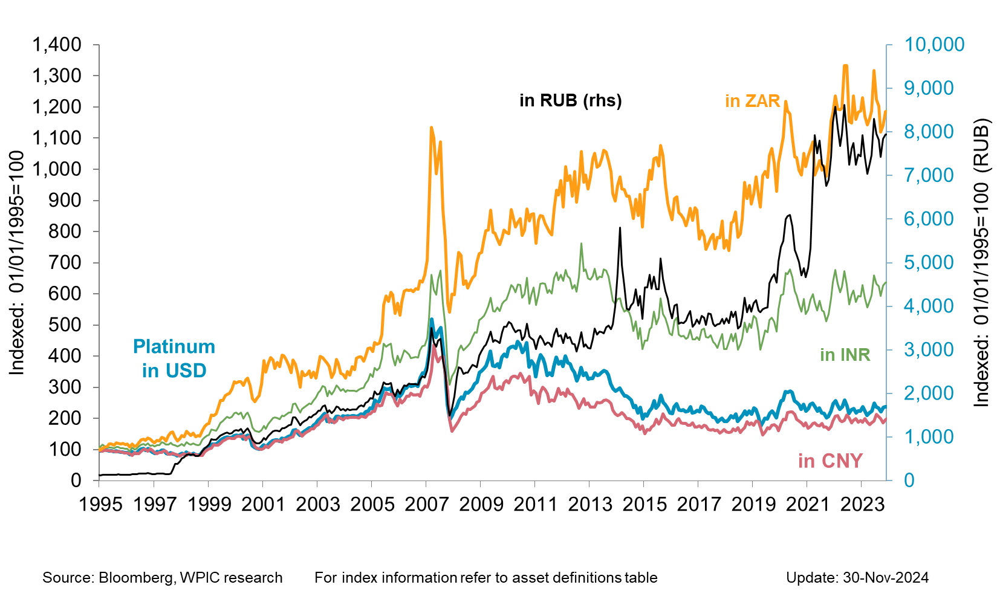 1,400
1,300
1,200
1,100
1,000
900
800
700
600
500
400
300
200
100
0
Indexed: 01/01/1995=100
10,000
9,000
8,000
7,000
6,000
5,000
4,000
3,000
2,000
1,000
0
Indexed: 01/01/1995=100 (RUB)
in RUB (rhs)
in ZAR
Platinum
in USD
in INR
in CNY
1995 1997 1999 2001 2003 2005 2007 2009 2011 2013 2015 2017 2019 2021 2023
Source: Bloomberg, WPIC research For index information refer to asset definitions table Update: 30-Nov-2024